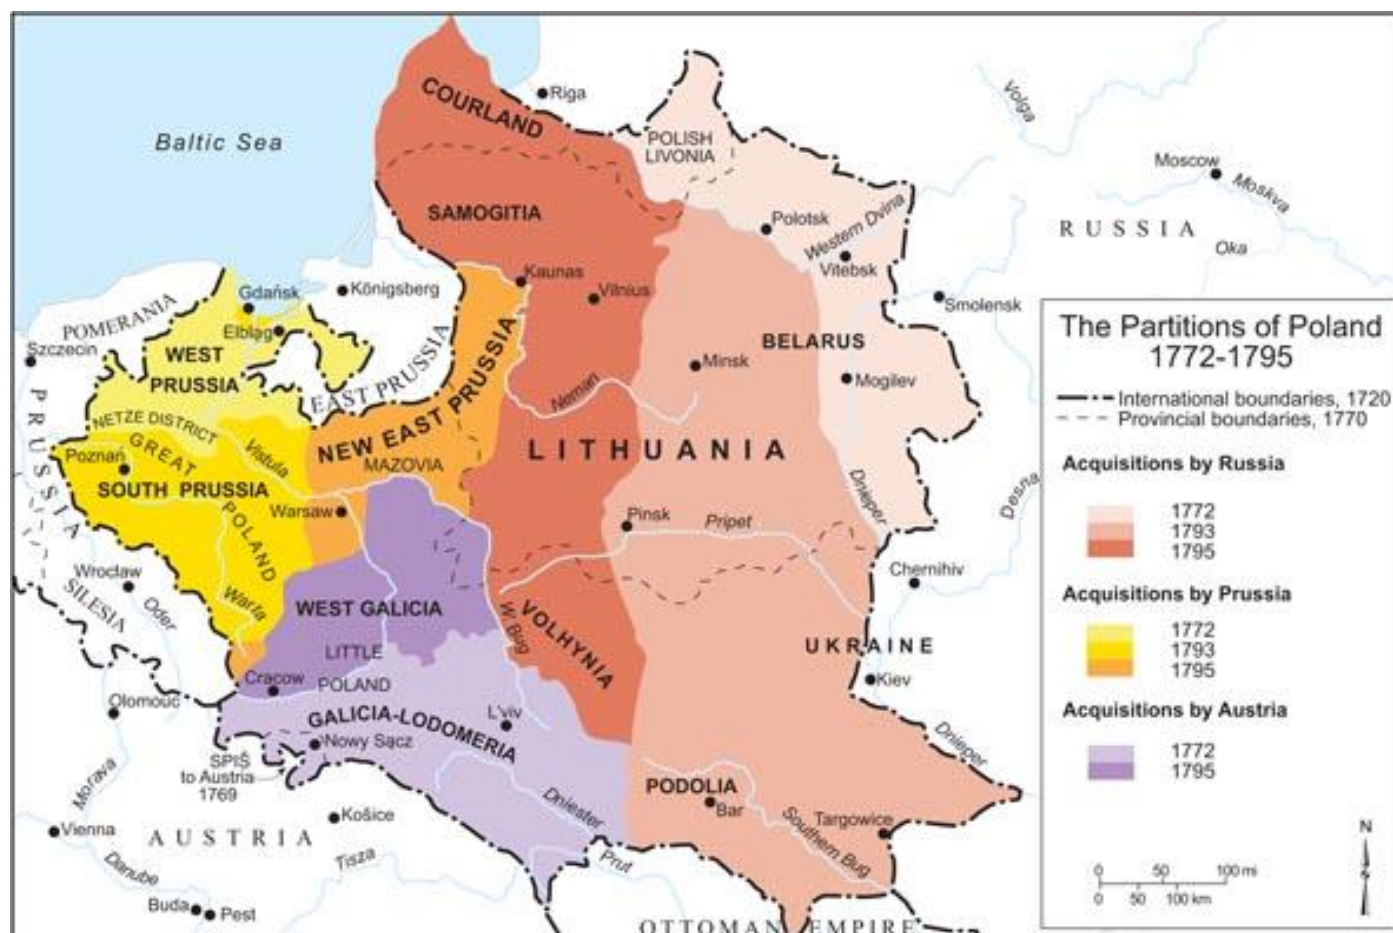 Baltic Sea
Riga
COURLAND
POLISH
LIVONIA
Volga
Moscow
Moskva
RUSSIA
Oka
SAMOGITIA
Polotsk
Western Dvina
Vitebsk
Smolensk
Kaunas
Vilnius
Königsberg
Gdańsk
Elbląg
POMERANIA
Szczecin
WEST
PRUSSIA
EAST PRUSSIA
PRUSSIA
NETZE DISTRICT
NEW EAST PRUSSIA
MAZOVIA
Neman
Minsk
BELARUS
Mogilev
LITHUANIA
GREAT
POLAND
Poznań
SOUTH PRUSSIA
Vistula
Warsaw
Warta
Pinsk
Pripet
Dnieper
Desna
Chernihiv
Wrocław
SILESIA
Oder
WEST GALICIA
LITTLE
POLAND
Cracow
W. Bug
VOLHYNIA
UKRAINE
Kiev
Dnieper
Olomouc
GALICIA-LODOMERIA
L'viv
Nowy Sącz
SPIŠ
to Austria
1769
Morava
Košice
Vienna
AUSTRIA
Danube
Tisza
Buda
Pest
Dniester
Prut
PODOLIA
Bar
Southern Bug
Targowice
OTTOMAN EMPIRE
The Partitions of Poland
1772-1795
International boundaries, 1720
Provincial boundaries, 1770
Acquisitions by Russia
1772
1793
1795
Acquisitions by Prussia
1772
1793
1795
Acquisitions by Austria
1772
1795
N
0 50 100 mi
0 50 100 km